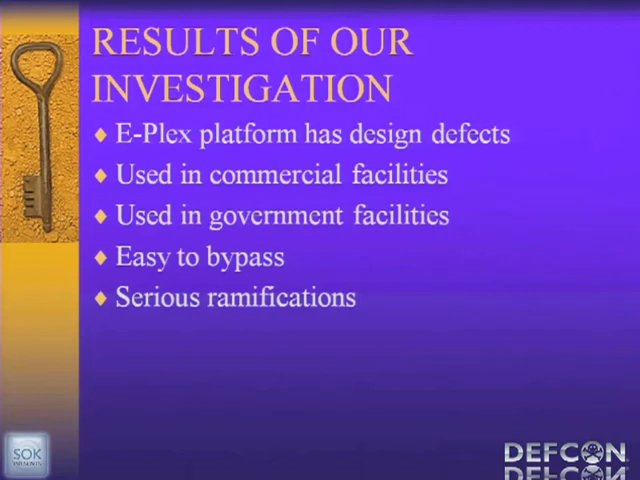 RESULTS OF OUR
INVESTIGATION
E-Plex platform has design defects
Used in commercial facilities
Used in government facilities
Easy to bypass
Serious ramifications
SOK
PRESENTS
DEFCON